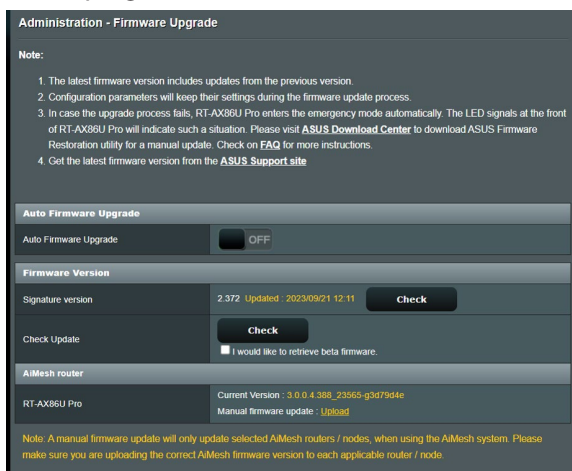 Administration - Firmware Upgrade
Note:
1. The latest firmware version includes updates from the previous version.
2. Configuration parameters will keep their settings during the firmware update process.
3. In case the upgrade process fails, RT-AX86U Pro enters the emergency mode automatically. The LED signals at the front
of RT-AX86U Pro will indicate such a situation. Please visit ASUS Download Center to download ASUS Firmware
Restoration utility for a manual update. Check on FAQ for more instructions.
4. Get the latest firmware version from the ASUS Support site
Auto Firmware Upgrade
Auto Firmware Upgrade OFF
Firmware Version
Signature version 2.372 Updated : 2023/09/21 12:11 Check
Check Update Check
I would like to retrieve beta firmware.
AiMesh router
RT-AX86U Pro Current Version : 3.0.0.4.388_23565-g3d79d4e
Manual firmware update : Upload
Note: A manual firmware update will only update selected AiMesh routers / nodes, when using the AiMesh system. Please
make sure you are uploading the correct AiMesh firmware version to each applicable router / node.